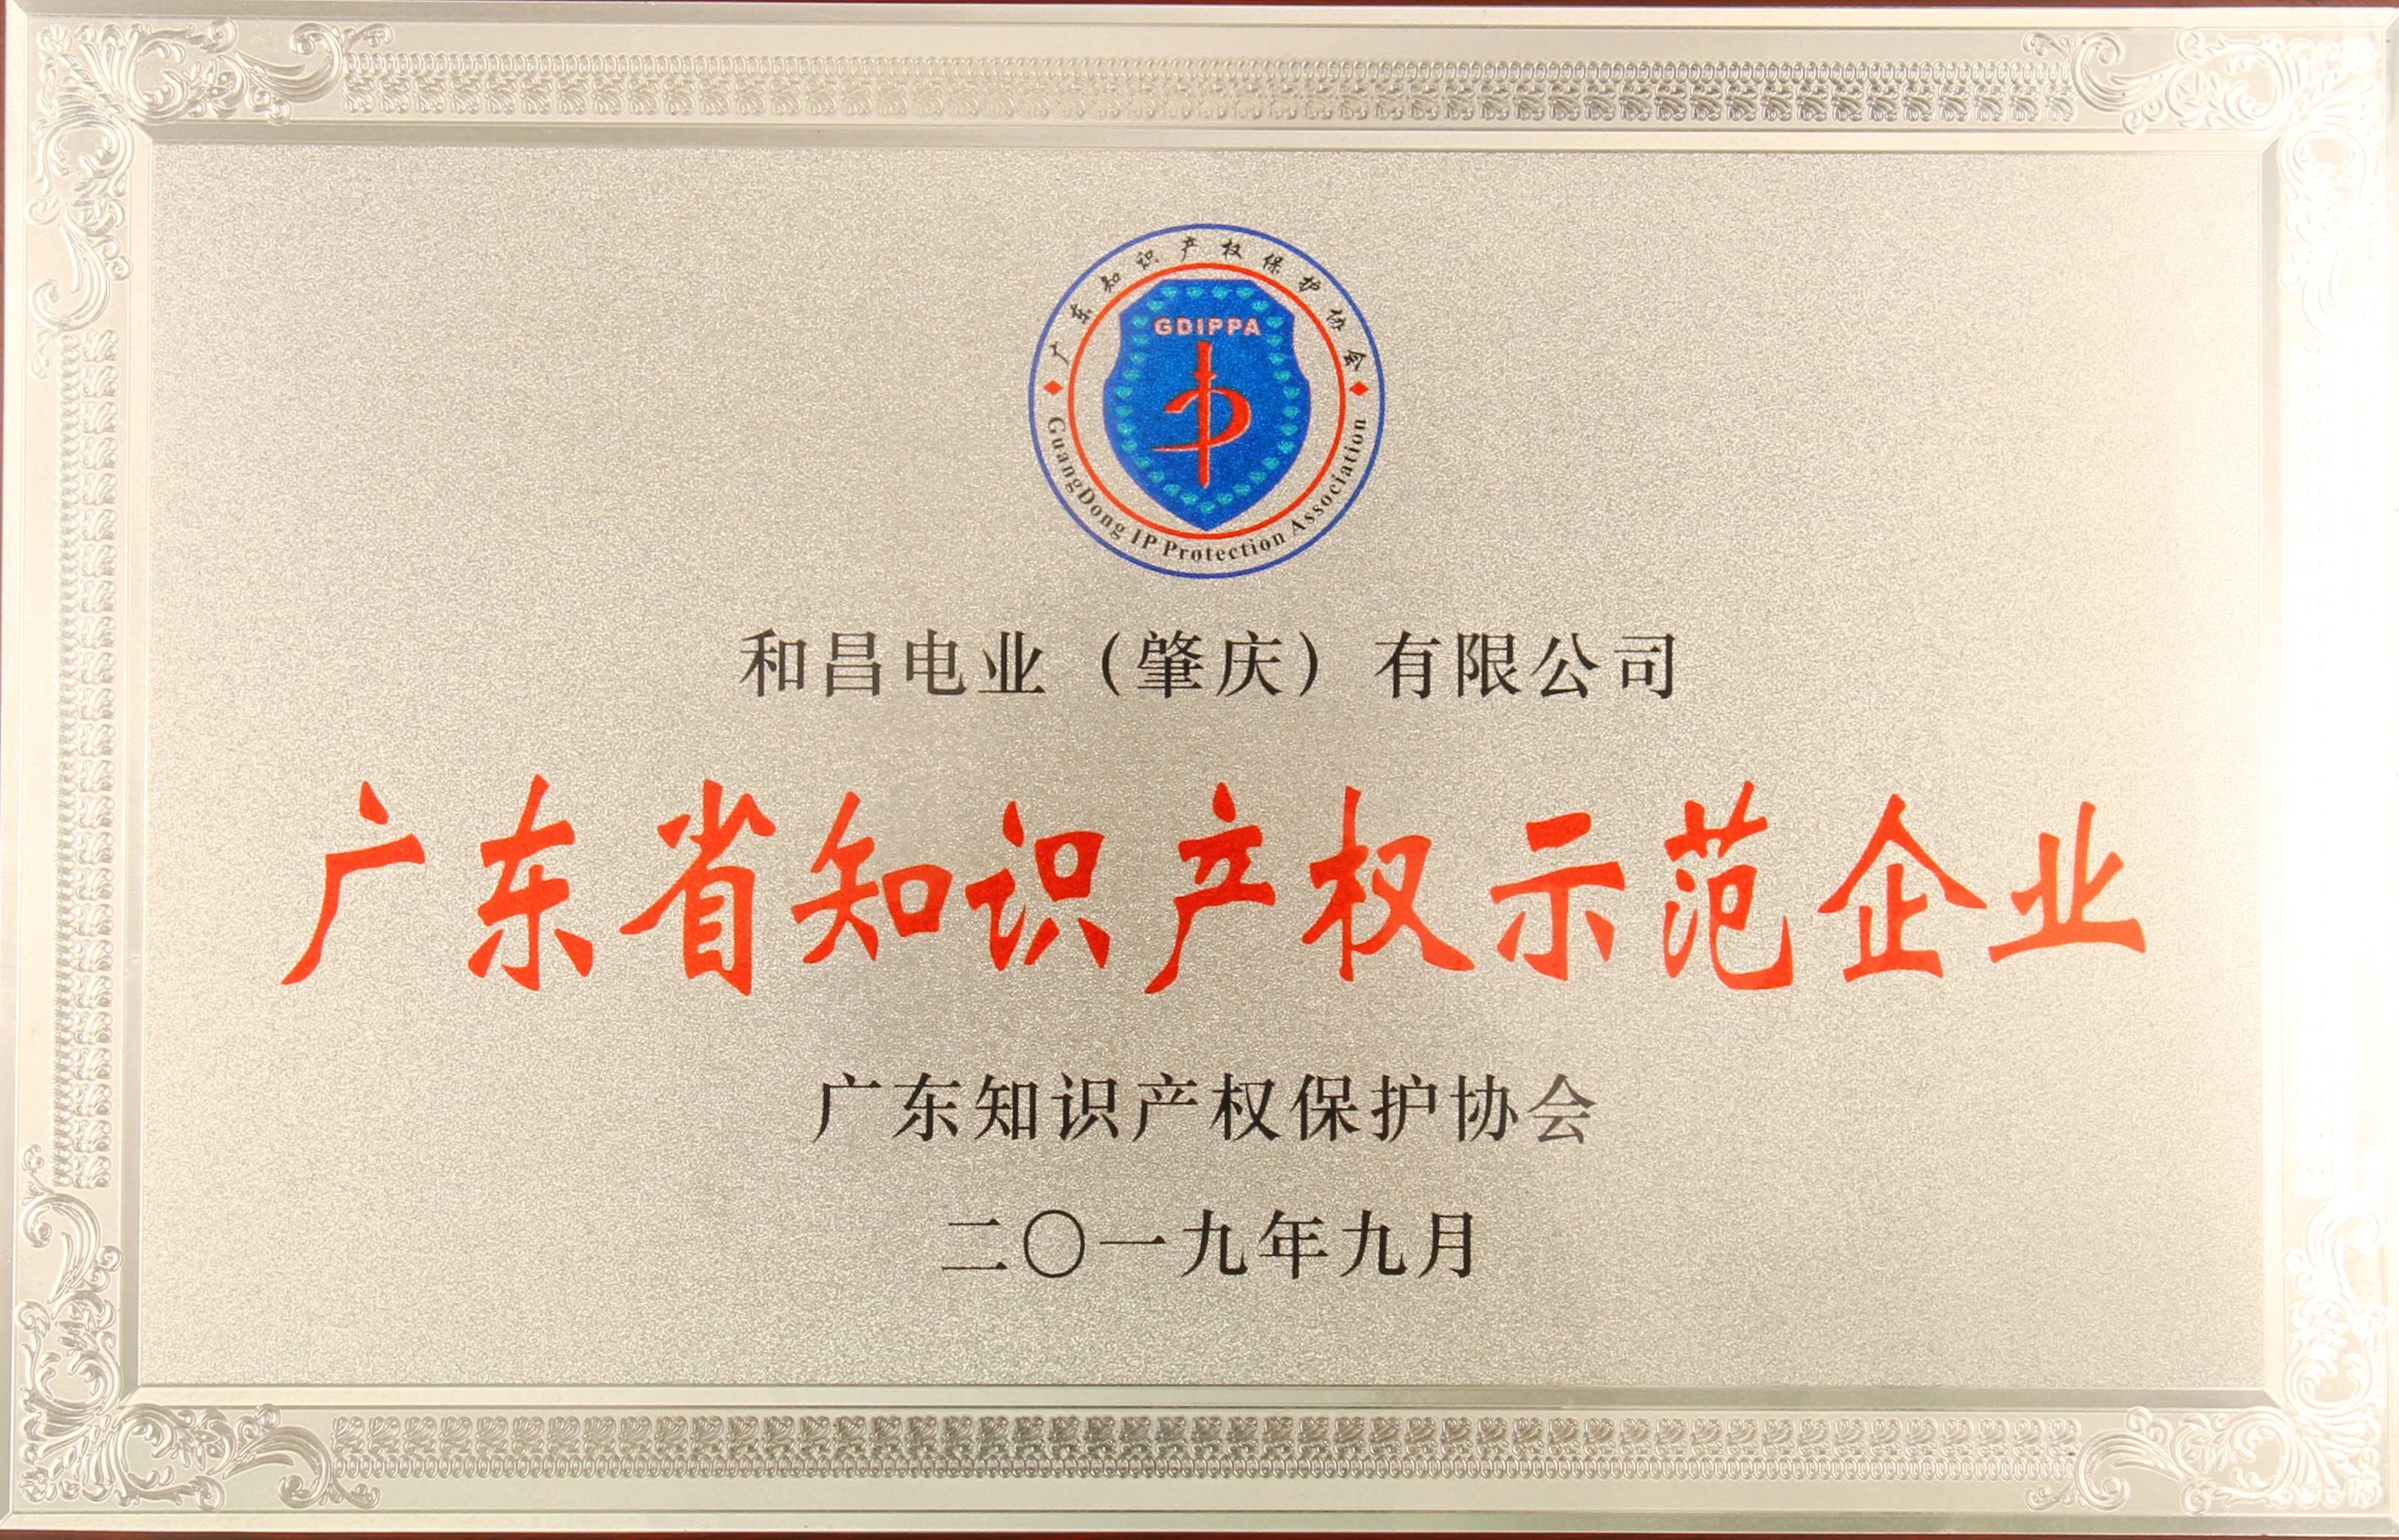 广东知识产权保护协会
GDIPPA
GuangDong IP Protection Association
和昌电业（肇庆）有限公司
广东省知识产权示范企业
广东知识产权保护协会
二〇一九年九月